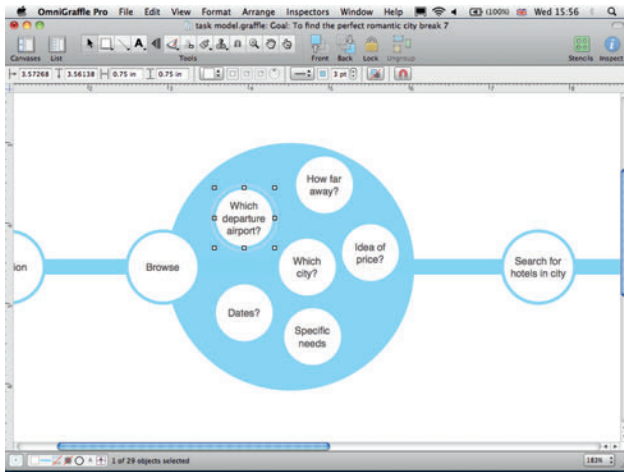 OmniGraffle Pro File Edit View Format Arrange Inspectors Window Help (100%) Wed 15:56
task model.graffle: Goal: To find the perfect romantic city break 7
Canvases List Tools Front Back Lock Ungroup Stencils Inspect
3.57268 3.56138 0.75 in 0.75 in 3 pt
How far
away?
Which
departure
airport?
Idea of
price?
ion
Browse
Which
city?
Search for
hotels in city
Dates?
Specific
needs
1 of 29 objects selected
183%